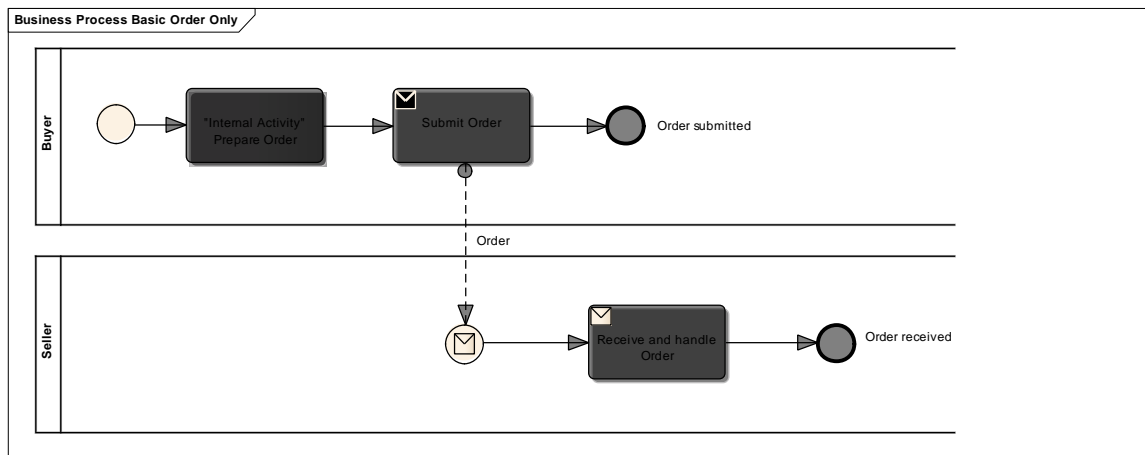 Business Process Basic Order Only
Buyer
"Internal Activity"
Prepare Order
Submit Order
Order submitted
Order
Seller
Receive and handle
Order
Order received